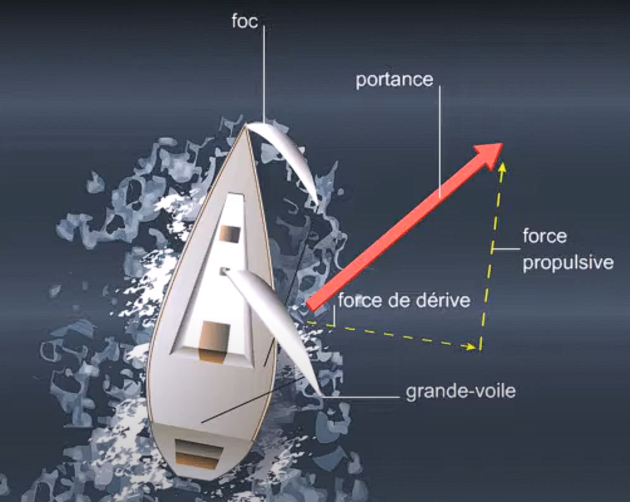 foc
portance
force
propulsive
force de dérive
grande-voile